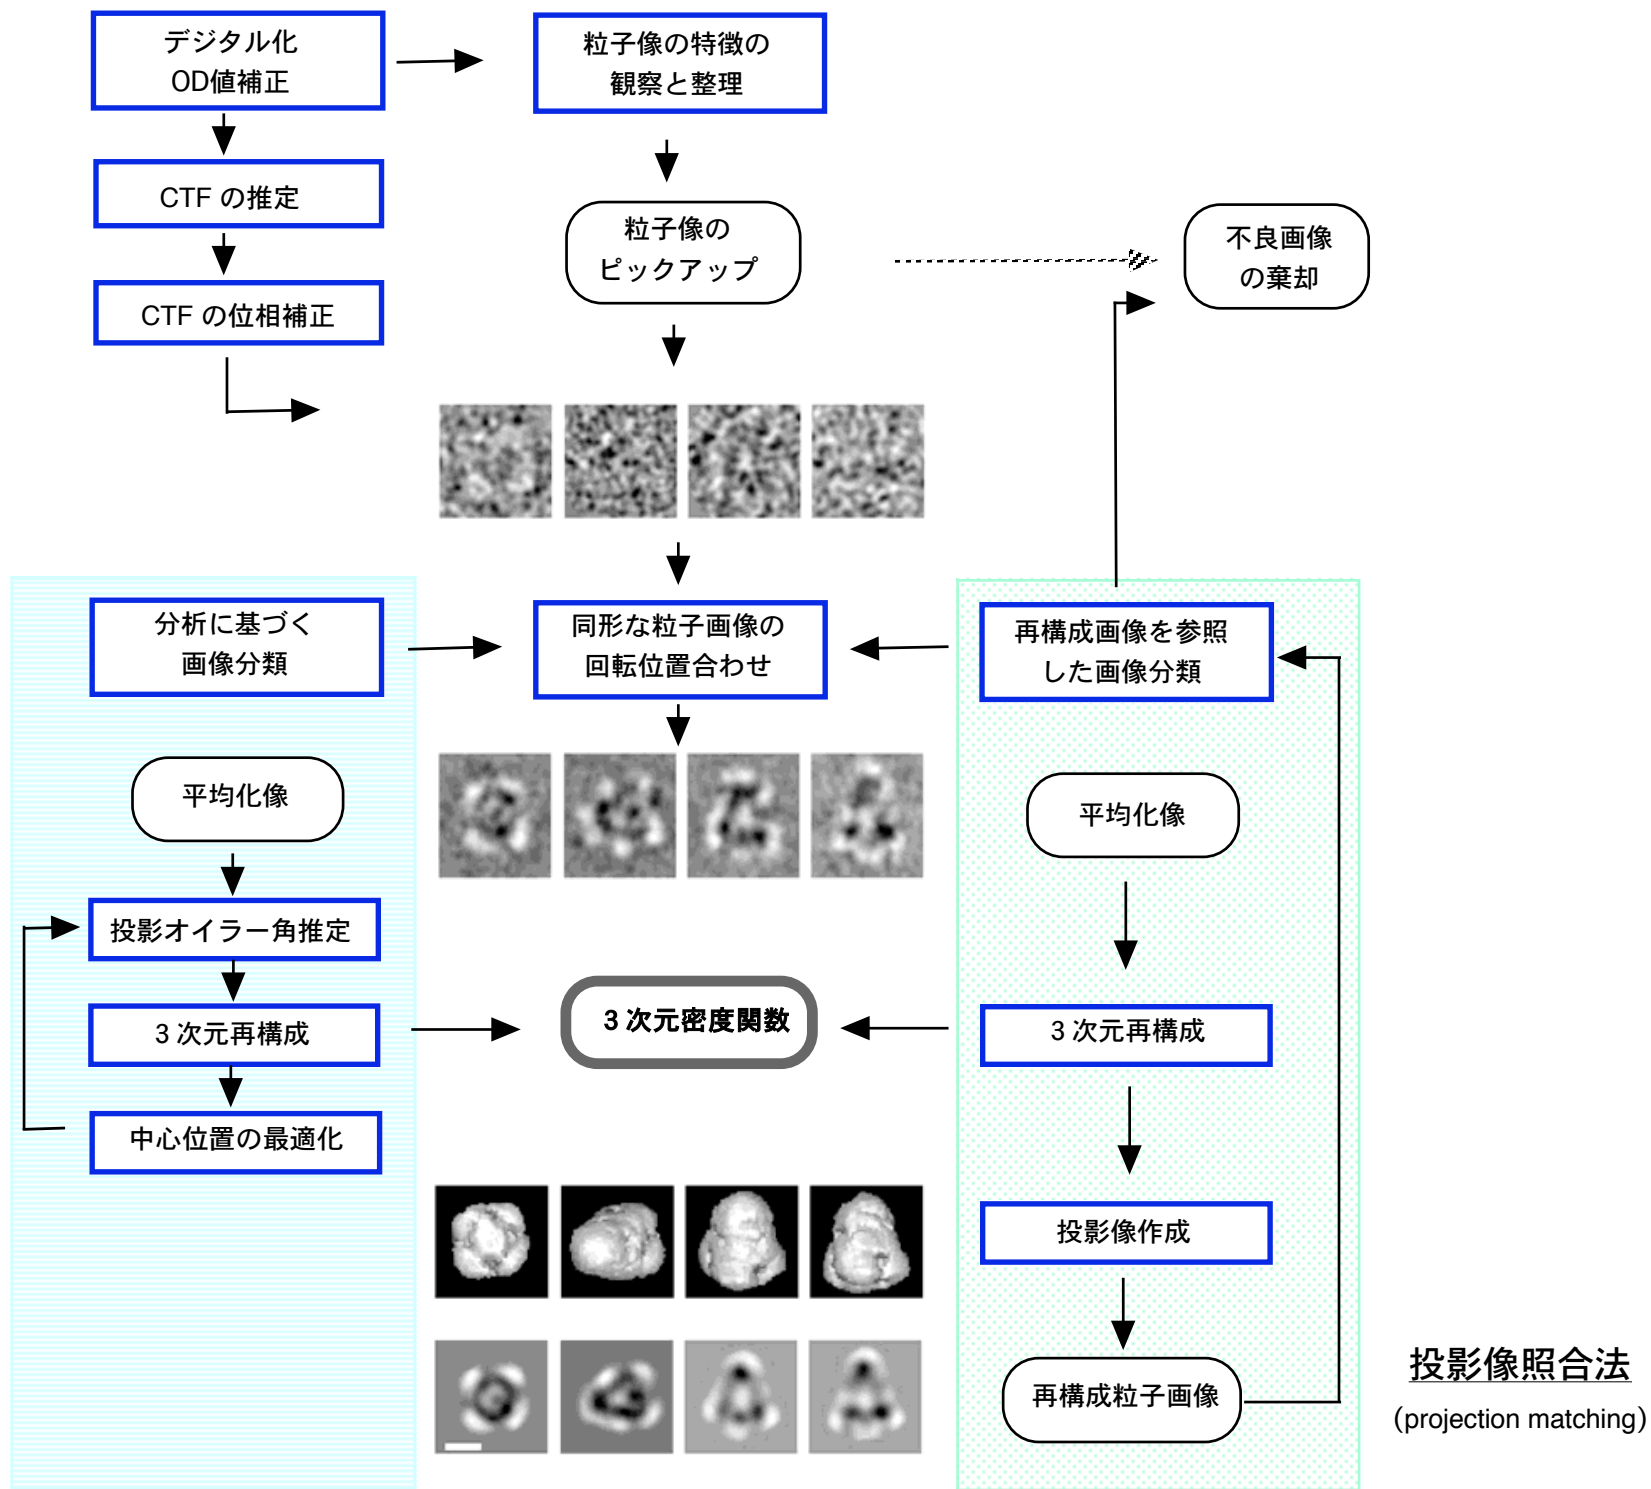 デジタル化
OD値補正
粒子像の特徴の
観察と整理
CTF の推定
粒子像の
ピックアップ
不良画像
の棄却
CTF の位相補正
分析に基づく
画像分類
同形な粒子画像の
回転位置合わせ
再構成画像を参照
した画像分類
平均化像
平均化像
投影オイラー角推定
3 次元再構成
3 次元密度関数
3 次元再構成
中心位置の最適化
投影像作成
再構成粒子画像
投影像照合法
(projection matching)